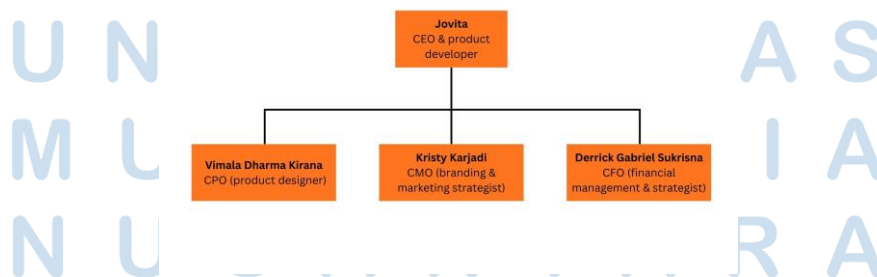 Jovita
CEO & product
developer
Vimala Dharma Kirana
CPO (product designer)
Kristy Karjadi
CMO (branding &
marketing strategist)
Derrick Gabriel Sukrisna
CFO (financial
management & strategist)
U N A S
M U I A
N U R A